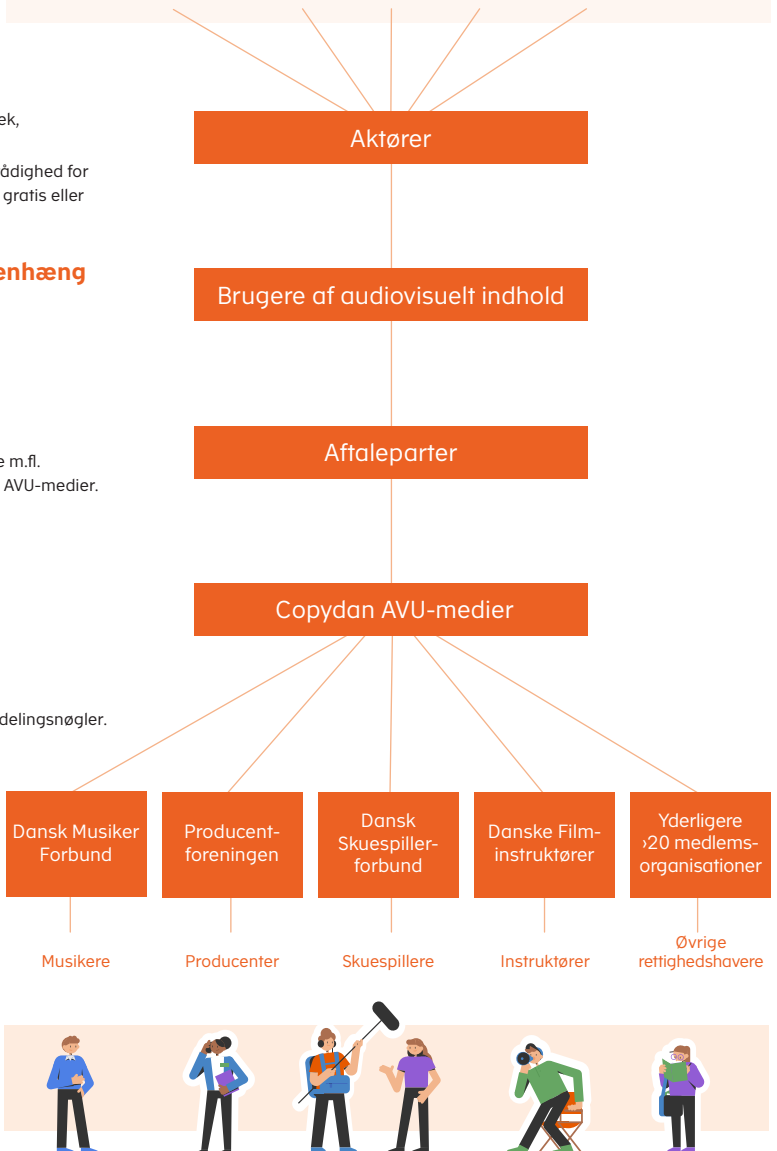 ek,
Aktører
ådighed for
gratis eller
enhæng
Brugere af audiovisuelt indhold
e m.fl.
AVU-medier.
Aftaleparter
Copydan AVU-medier
delingsnøgler.
Dansk Musiker
Forbund
Producent-
foreningen
Dansk
Skuespiller-
forbund
Danske Film-
instruktører
Yderligere
›20 medlems-
organisationer
Musikere
Producenter
Skuespillere
Instruktører
Øvrige
rettighedshavere